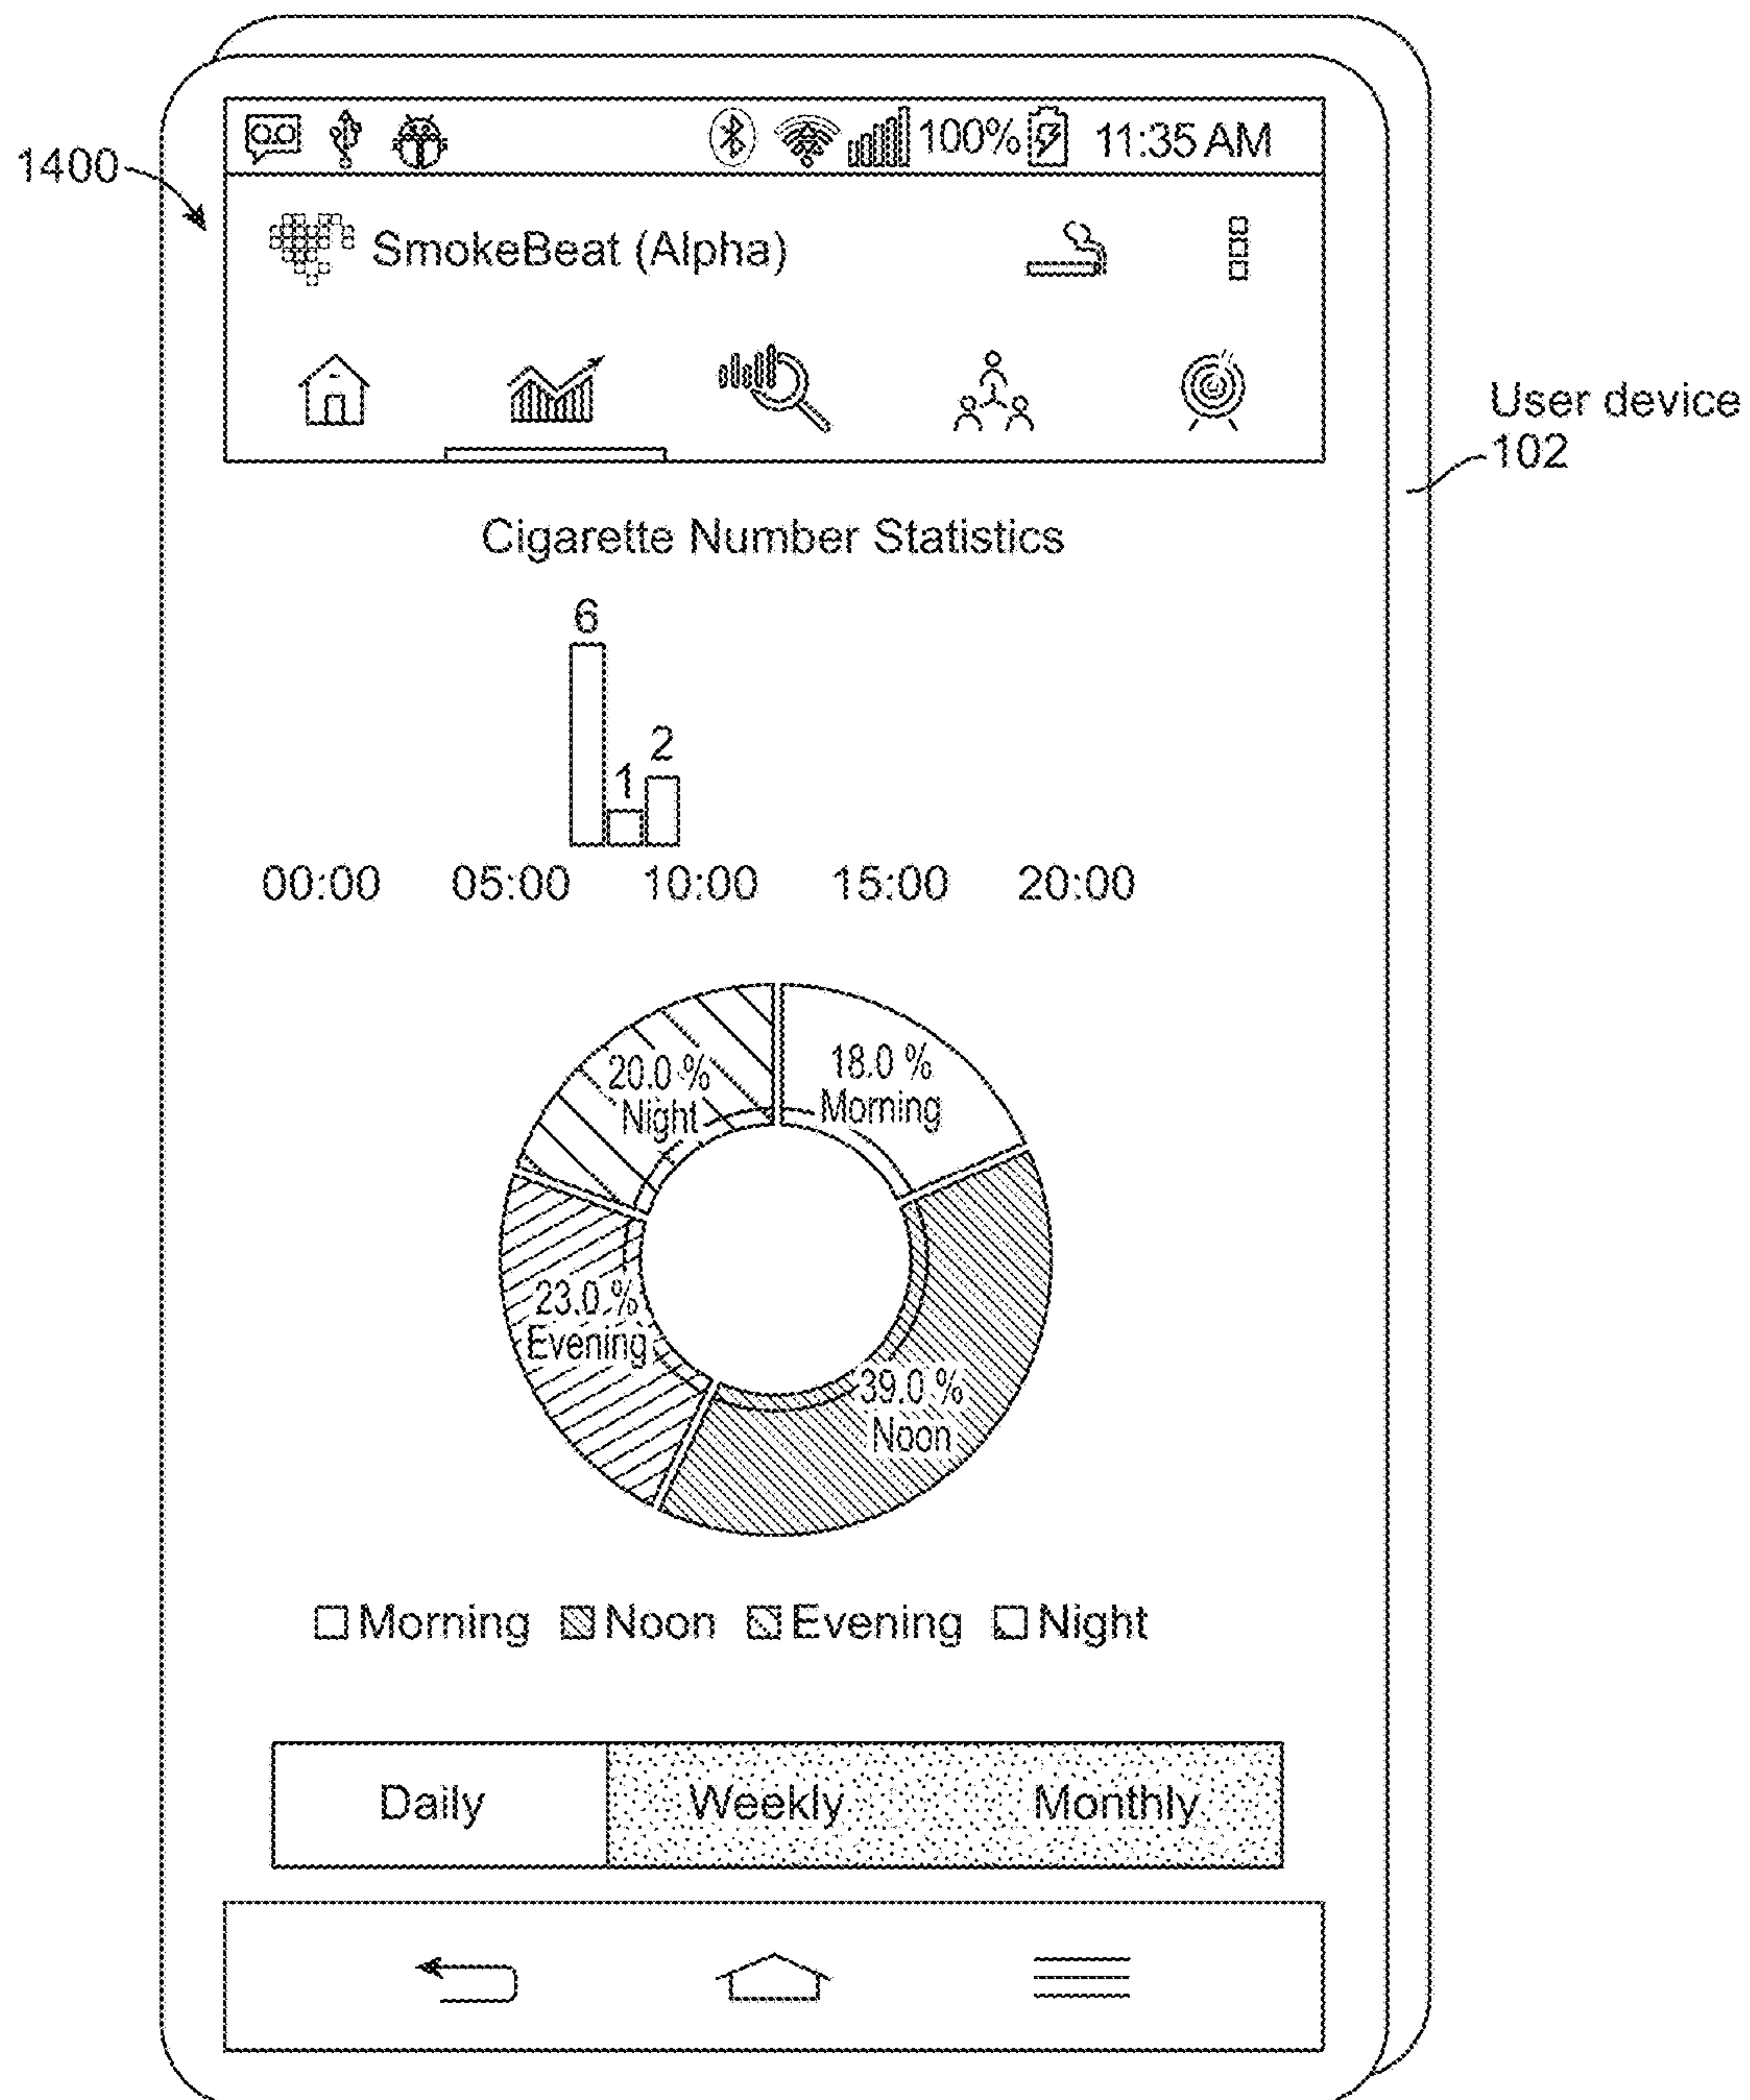 100% 11:35 AM
1400
SmokeBeat (Alpha)
User device
102
Cigarette Number Statistics
6
1
2
00:00 05:00 10:00 15:00 20:00
20.0 %
Night
18.0 %
Morning
23.0 %
Evening
39.0 %
Noon
Morning Noon Evening Night
Daily Weekly Monthly